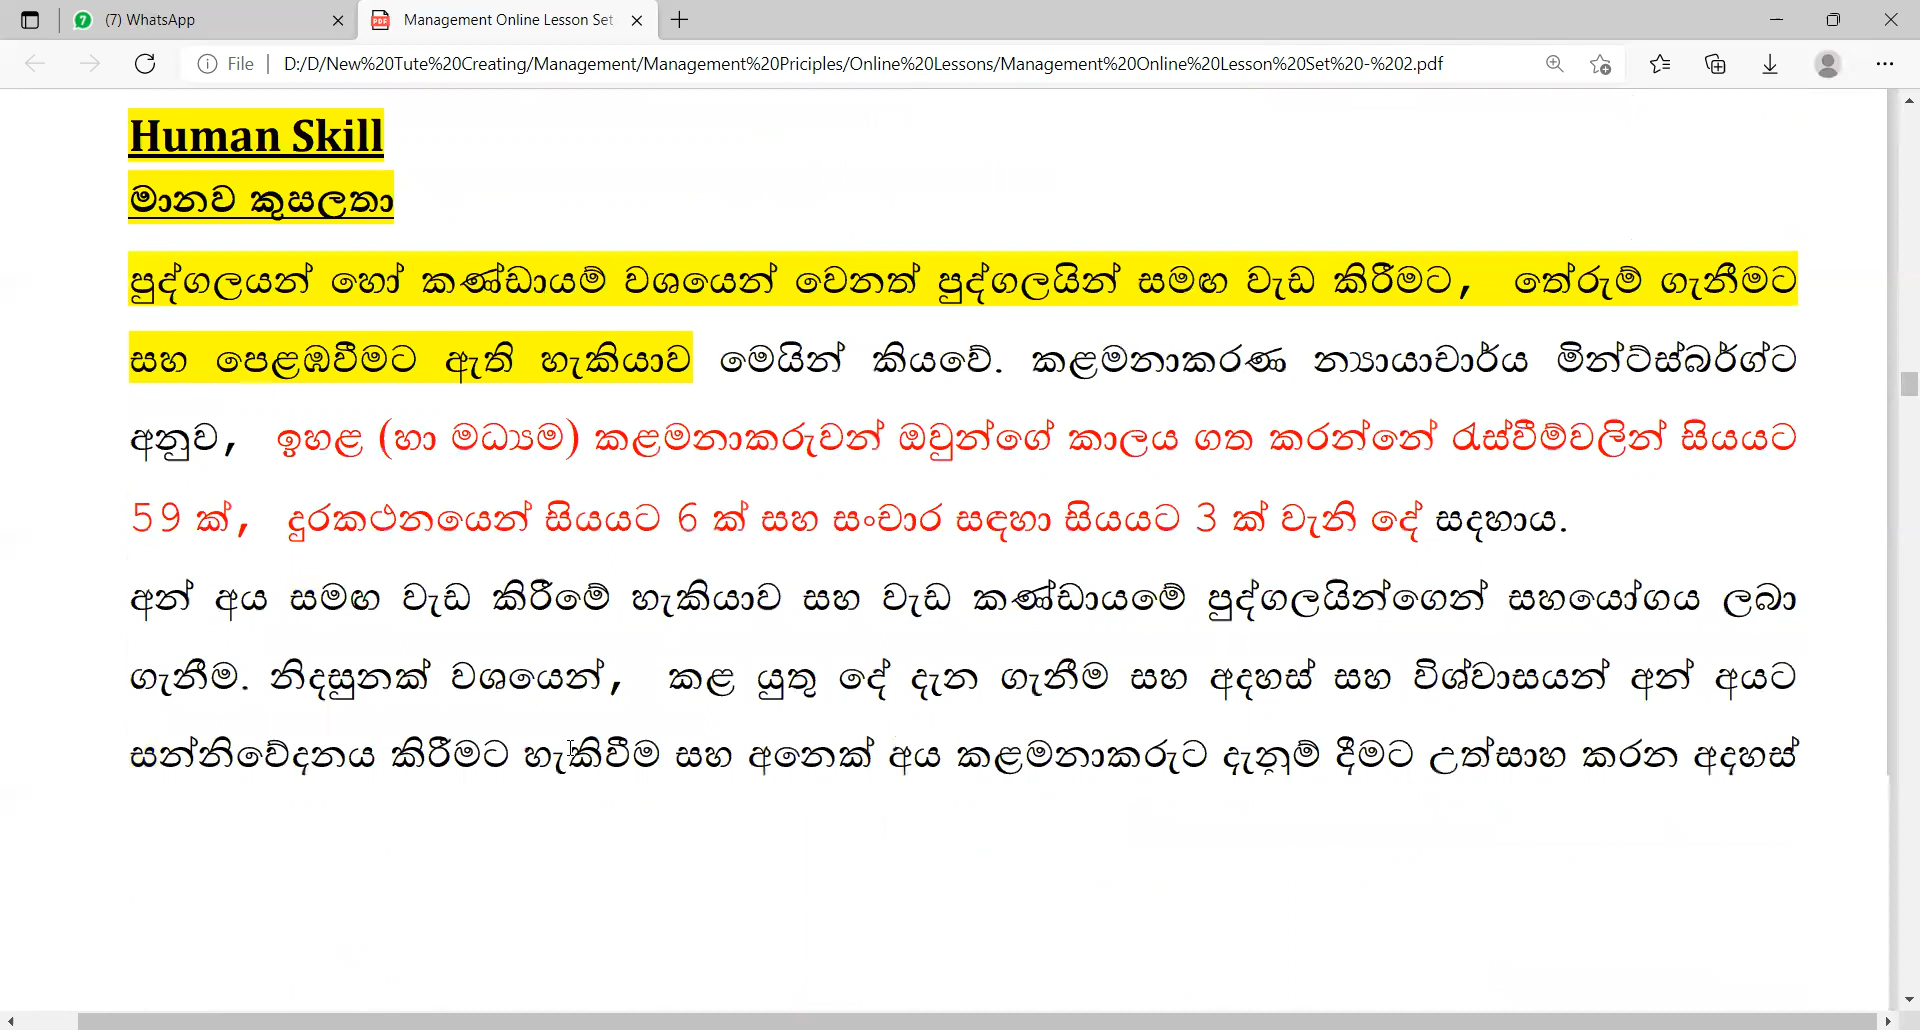 (7) WhatsApp
Management Online Lesson Set
File
D:/D/New%20Tute%20Creating/Management/Management%20Priciples/Online%20Lessons/Management%20Online%20Lesson%20Set%20-%202.pdf
Human Skill
මානව කුසලතා
පුද්ගලයන් හෝ කණ්ඩායම් වශයෙන් වෙනත් පුද්ගලයින් සමඟ වැඩ කිරීමට, තේරුම් ගැනීමට
සහ පෙළඹවීමට ඇති හැකියාව මෙයින් කියවේ. කළමනාකරණ න්‍යායාචාර්ය මින්ට්ස්බර්ග්ට
අනුව, ඉහළ (හා මධ්‍යම) කළමනාකරුවන් ඔවුන්ගේ කාලය ගත කරන්නේ රැස්වීම්වලින් සියයට
59 ක්, දුරකථනයෙන් සියයට 6 ක් සහ සංචාර සඳහා සියයට 3 ක් වැනි දේ සදහාය.
අන් අය සමඟ වැඩ කිරීමේ හැකියාව සහ වැඩ කණ්ඩායමේ පුද්ගලයින්ගෙන් සහයෝගය ලබා
ගැනීම. නිදසුනක් වශයෙන්, කළ යුතු දේ දැන ගැනීම සහ අදහස් සහ විශ්වාසයන් අන් අයට
සන්නිවේදනය කිරීමට හැකිවීම සහ අනෙක් අය කළමනාකරුට දැනුම් දීමට උත්සාහ කරන අදහස්